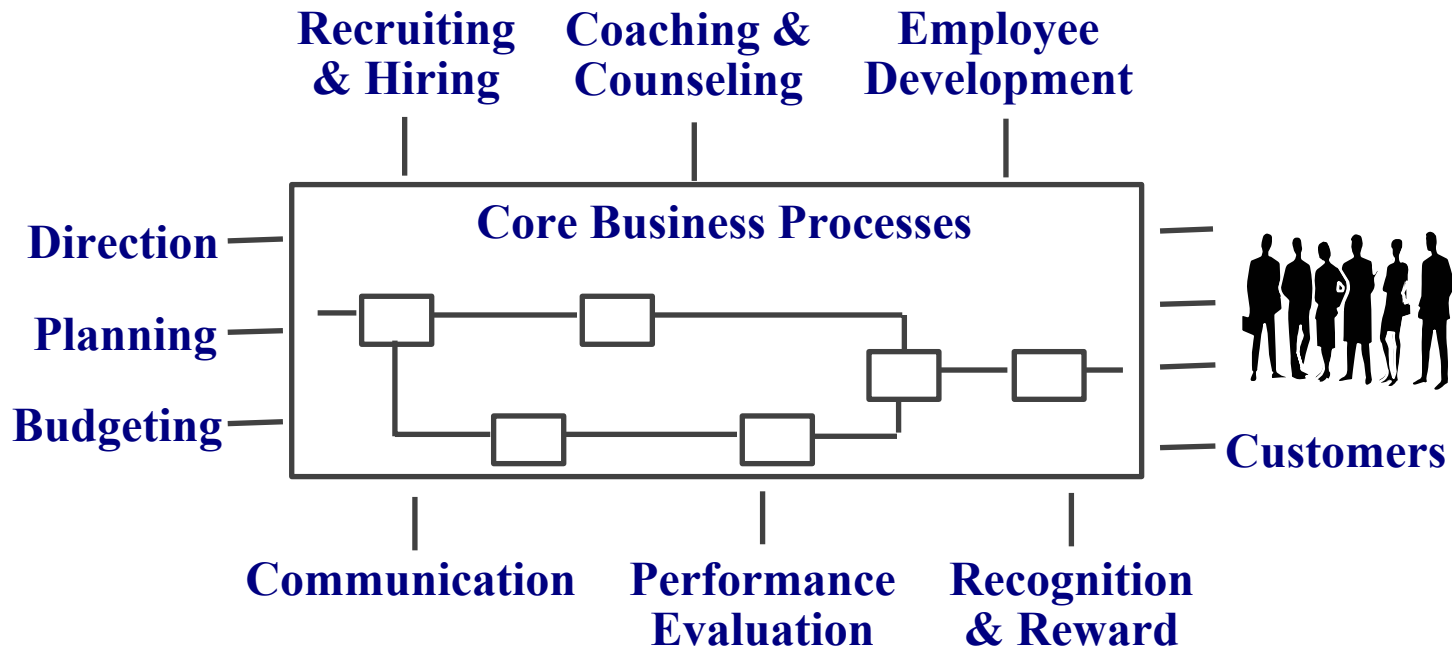 Recruiting
& Hiring
Coaching &
Counseling
Employee
Development
Core Business Processes
Direction
Planning
Budgeting
Customers
Communication
Performance
Evaluation
Recognition
& Reward